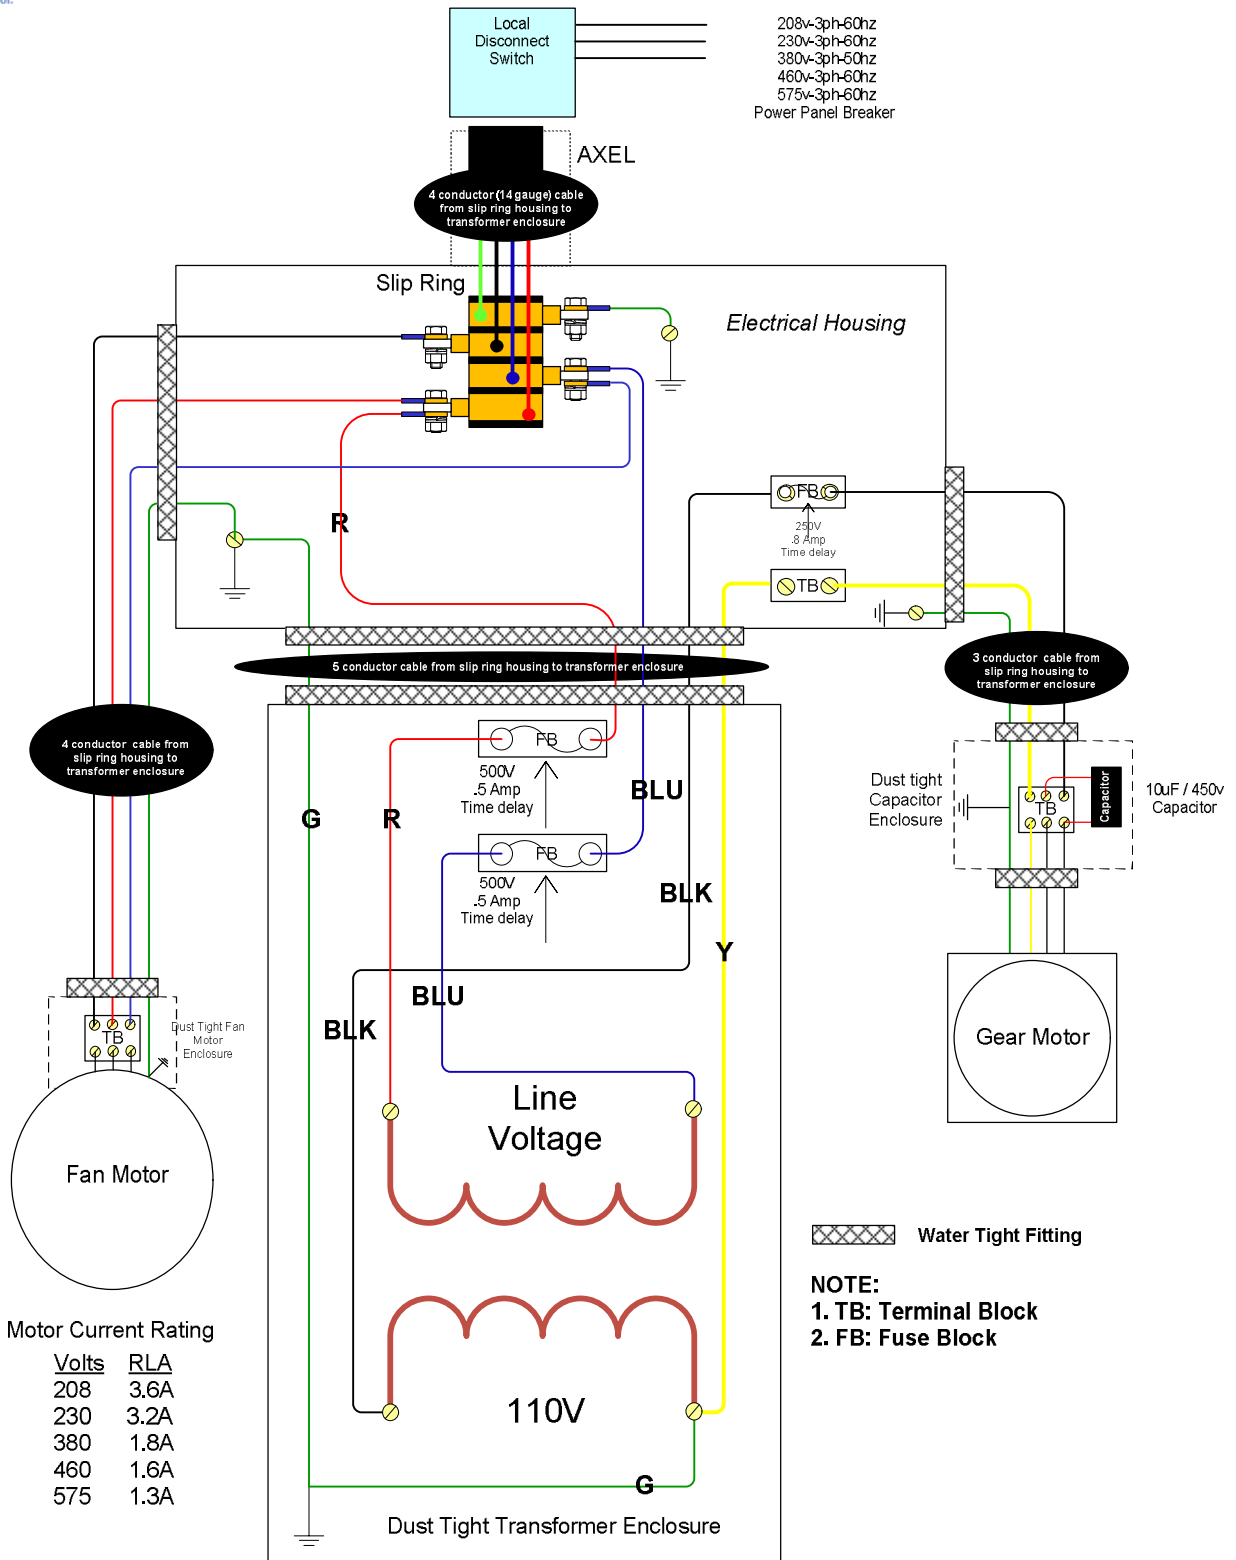 Local
Disconnect
Switch
208v-3ph-60hz
230v-3ph-60hz
380v-3ph-50hz
460v-3ph-60hz
575v-3ph-60hz
Power Panel Breaker
AXEL
4 conductor (14 gauge) cable
from slip ring housing to
transformer enclosure
Slip Ring
Electrical Housing
FB
250V
.8 Amp
Time delay
R
TB
5 conductor cable from slip ring housing to transformer enclosure
3 conductor cable from
slip ring housing to
transformer enclosure
4 conductor cable from
slip ring housing to
transformer enclosure
FB
500V
.5 Amp
Time delay
G
R
BLU
Dust tight
Capacitor
Enclosure
TB
Capacitor
10uF / 450v
Capacitor
FB
500V
.5 Amp
Time delay
BLK
Y
BLU
BLK
TB
Dust Tight Fan
Motor
Enclosure
Gear Motor
Line
Voltage
Fan Motor
Water Tight Fitting
NOTE:
1. TB: Terminal Block
2. FB: Fuse Block
Motor Current Rating
Volts RLA
208 3.6A
230 3.2A
380 1.8A
460 1.6A
575 1.3A
110V
G
Dust Tight Transformer Enclosure